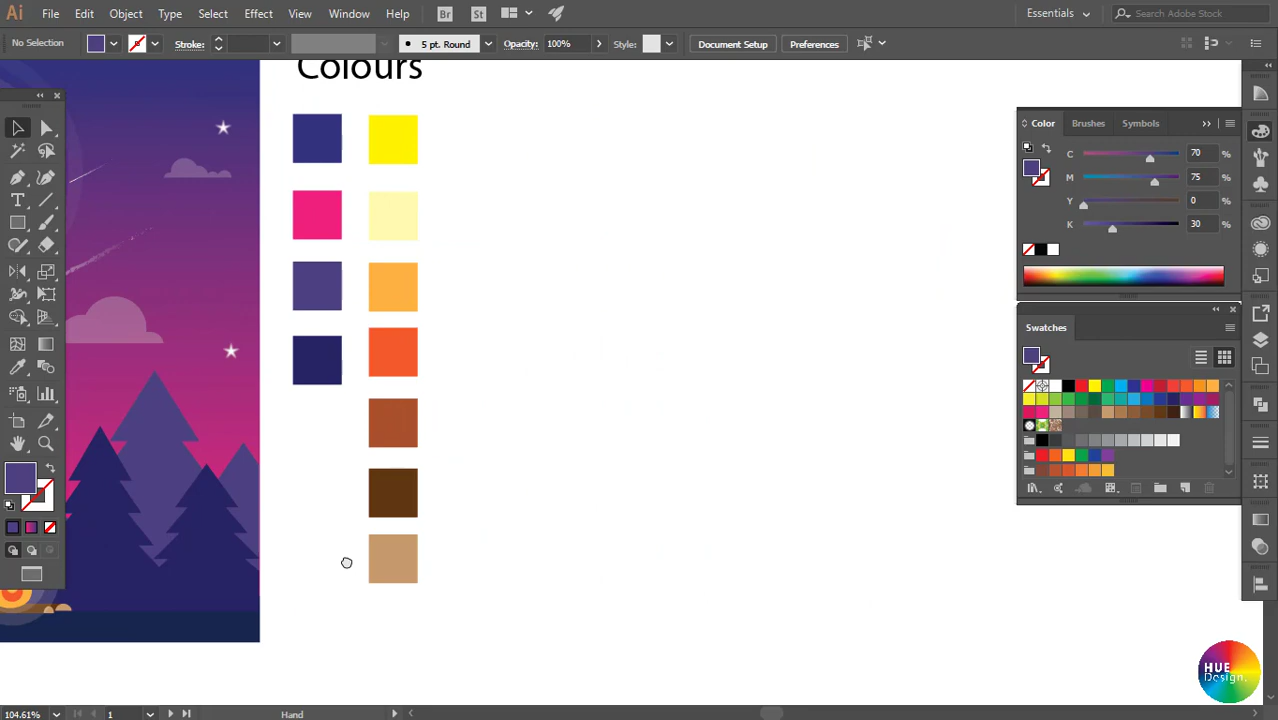 Ai File Edit Object Type Select Effect View Window Help Br St Essentials Search Adobe Stock
No Selection Stroke: 5 pt. Round Opacity: 100% Style: Document Setup Preferences
Colours
Color Brushes Symbols
C 70 %
M 75 %
Y 0 %
K 30 %
Swatches
T
HUE
Design.
104.61% 1 Hand